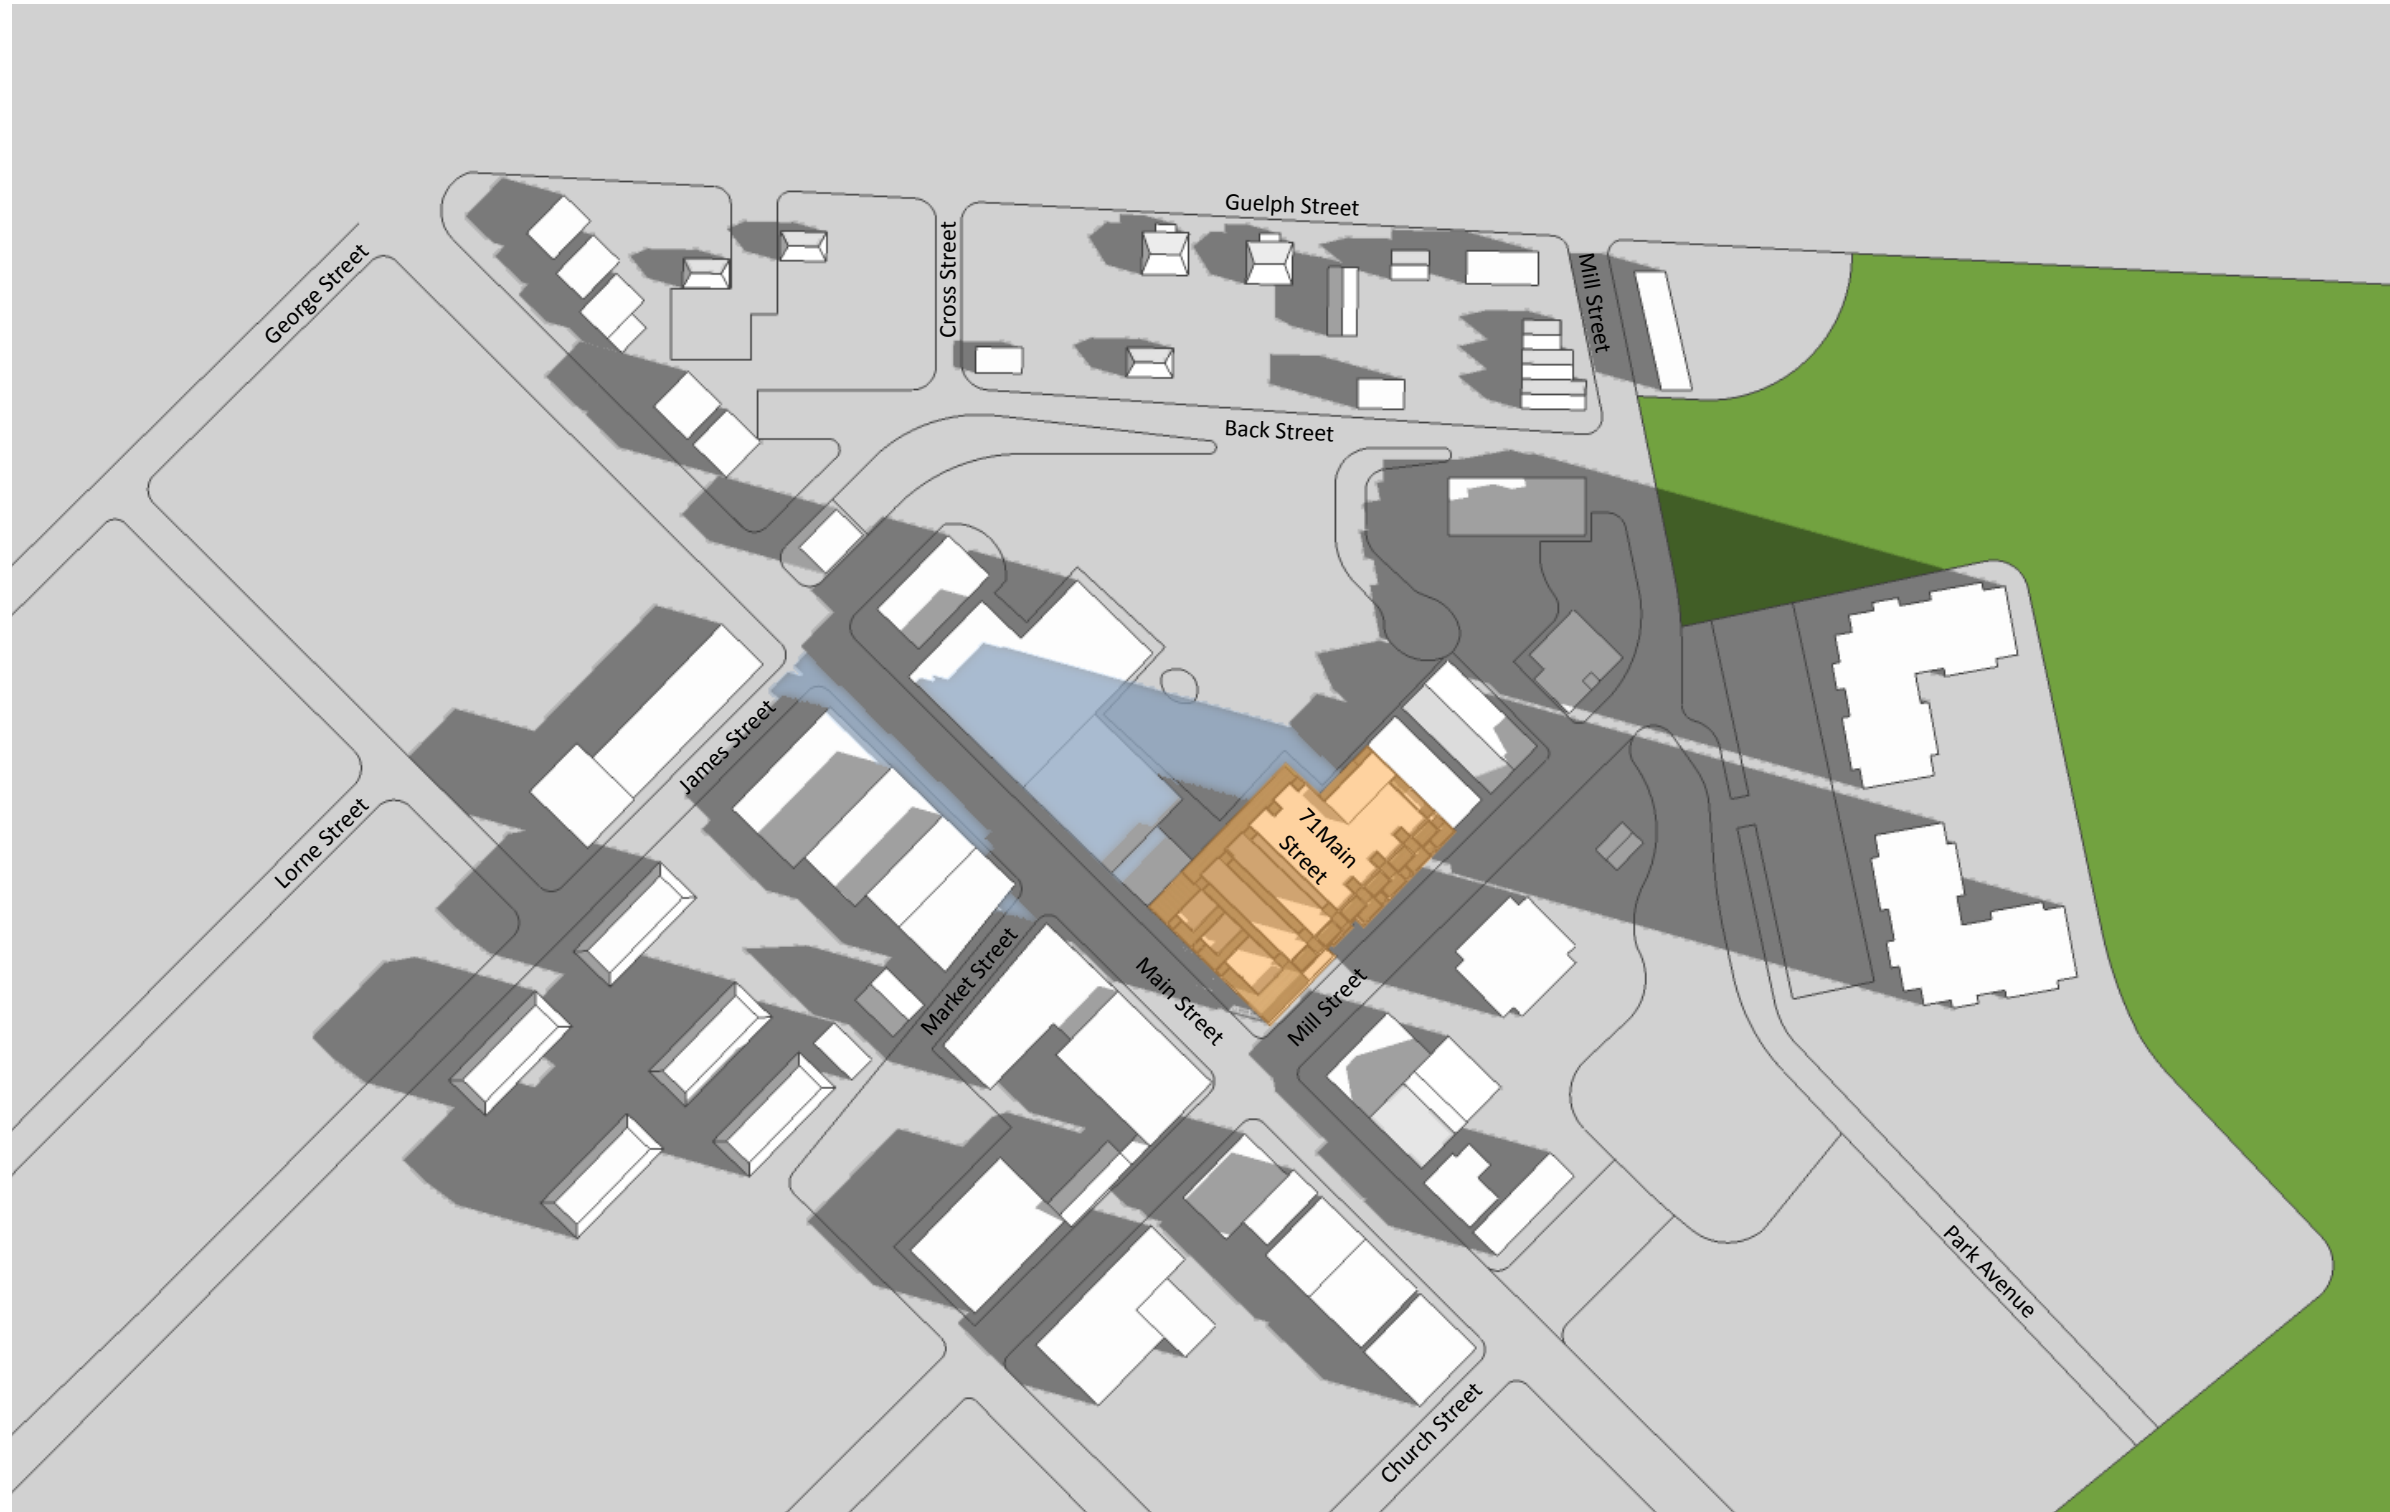 Guelph Street
George Street
Cross Street
Mill Street
Back Street
James Street
Lorne Street
71Main
Street
Market Street
Main Street
Mill Street
Park Avenue
Church Street